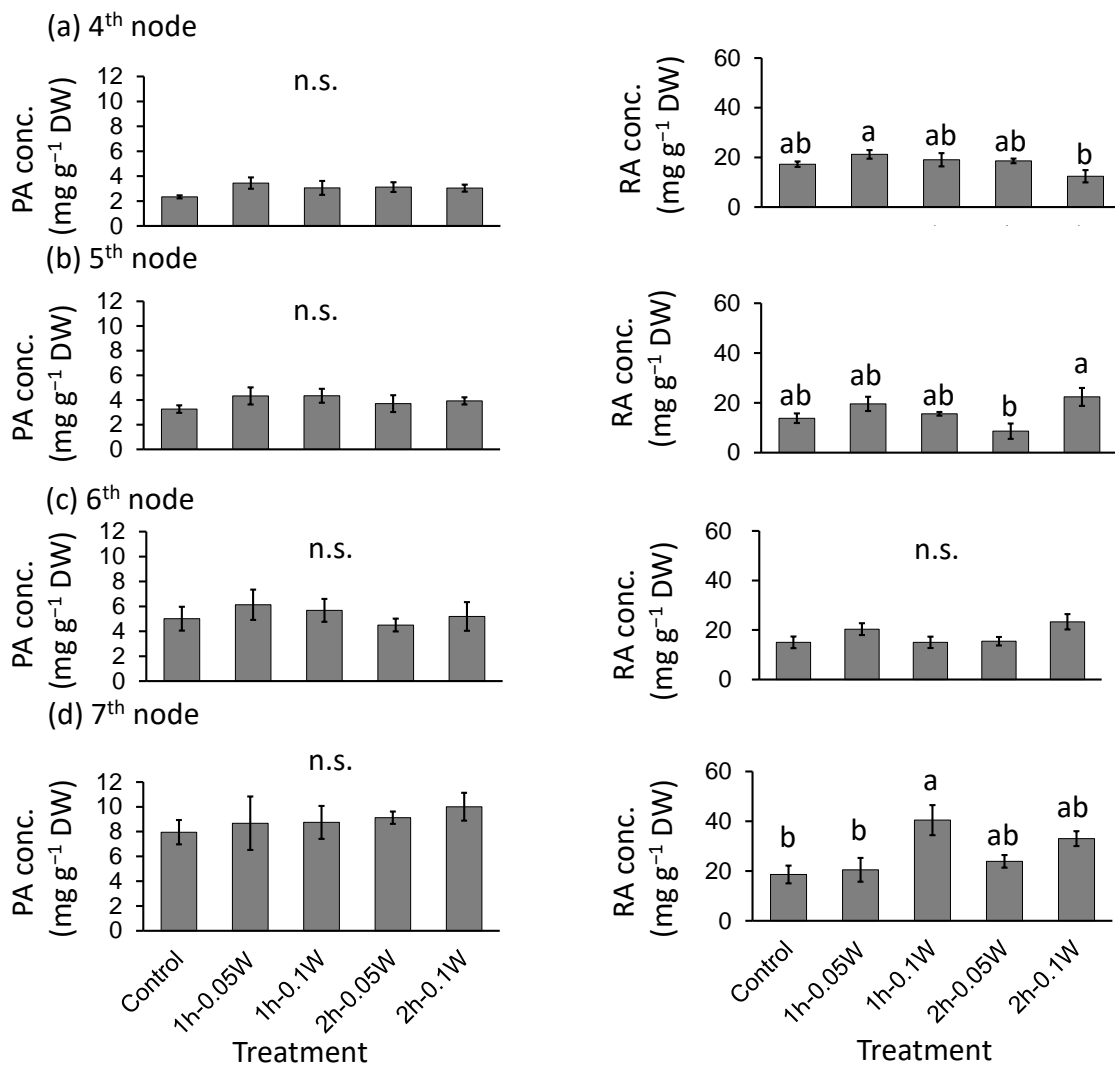 (a) 4th node
PA conc.
(mg g⁻¹ DW)
12
10
8
6
4
2
0
n.s.
RA conc.
(mg g⁻¹ DW)
60
40
20
0
ab a ab ab b
(b) 5th node
PA conc.
(mg g⁻¹ DW)
12
10
8
6
4
2
0
n.s.
RA conc.
(mg g⁻¹ DW)
60
40
20
0
ab ab ab b a
(c) 6th node
PA conc.
(mg g⁻¹ DW)
12
10
8
6
4
2
0
n.s.
RA conc.
(mg g⁻¹ DW)
60
40
20
0
n.s.
(d) 7th node
PA conc.
(mg g⁻¹ DW)
12
10
8
6
4
2
0
n.s.
Control 1h-0.05W 1h-0.1W 2h-0.05W 2h-0.1W
Treatment
RA conc.
(mg g⁻¹ DW)
60
40
20
0
b b a ab ab
Control 1h-0.05W 1h-0.1W 2h-0.05W 2h-0.1W
Treatment